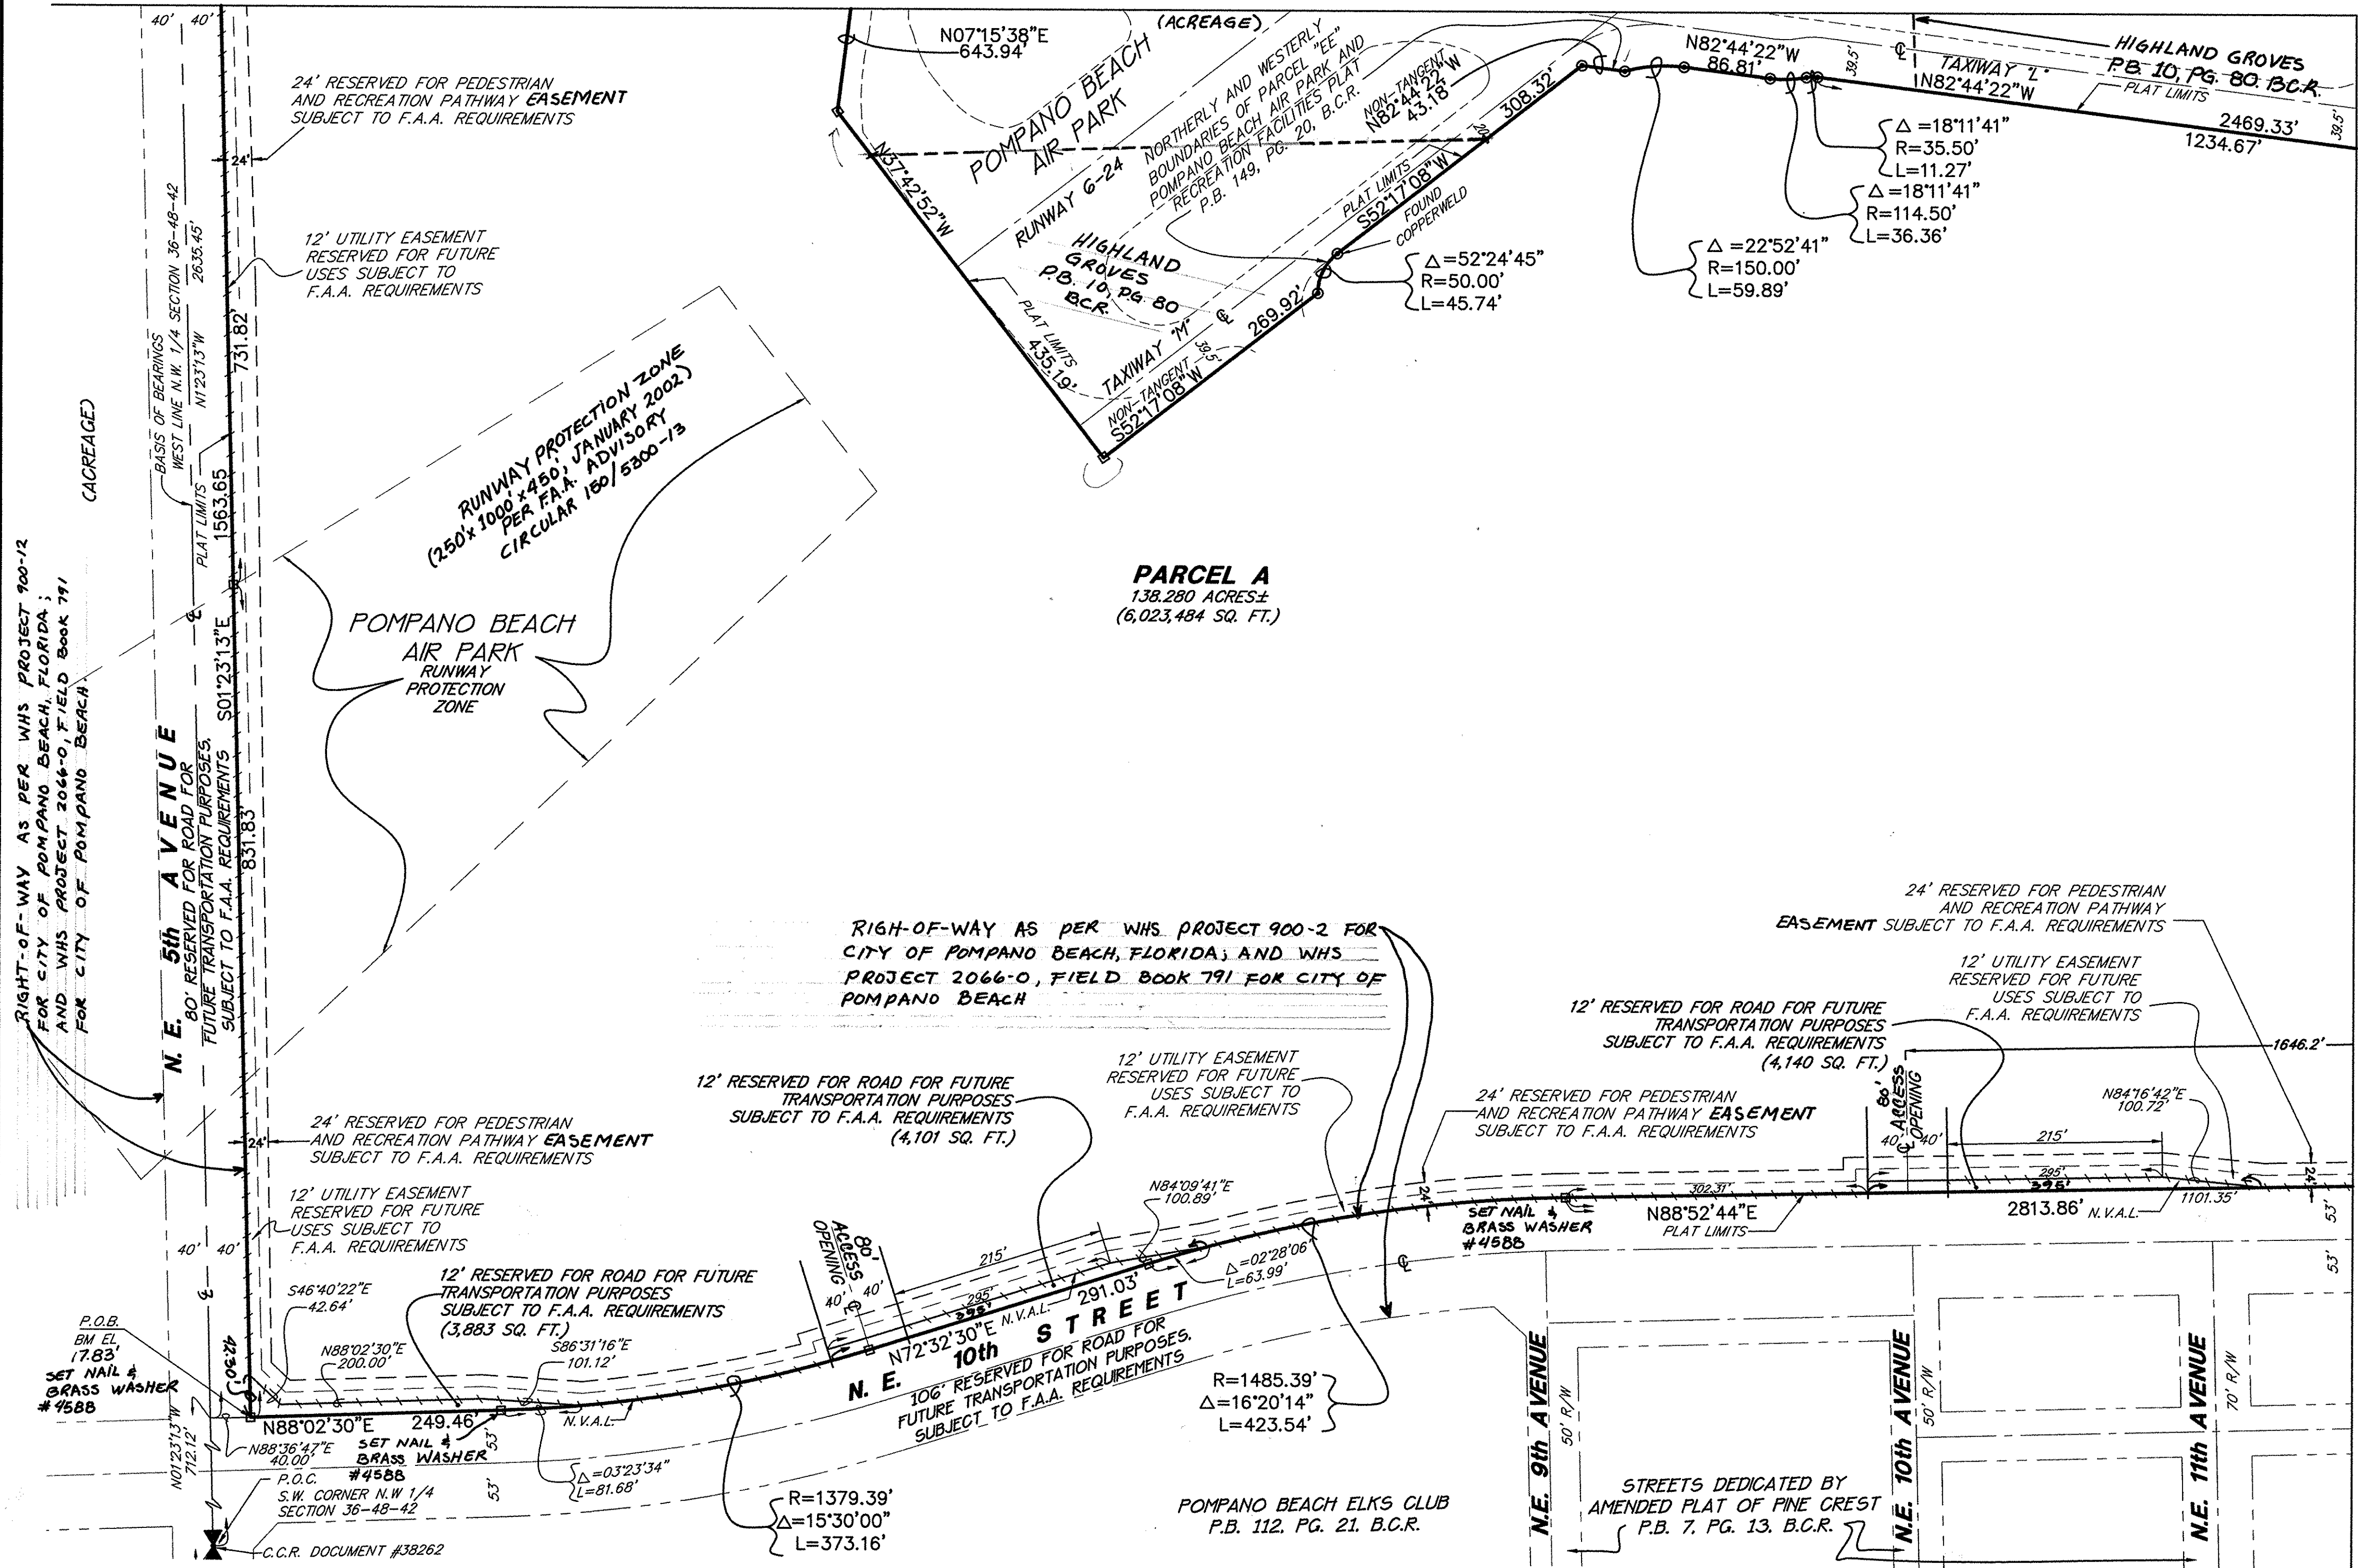 40' 40'
24' RESERVED FOR PEDESTRIAN
AND RECREATION PATHWAY EASEMENT
SUBJECT TO F.A.A. REQUIREMENTS
24'
12' UTILITY EASEMENT
RESERVED FOR FUTURE
USES SUBJECT TO
F.A.A. REQUIREMENTS
BASIS OF BEARINGS
WEST LINE N.W. 1/4 SECTION 36-48-42
N1°23'13"W 2635.45'
PLAT LIMITS
731.82'
1563.65
S01°23'13"E
831.83'
(ACREAGE)
RIGHT-OF-WAY AS PER WHS PROJECT 900-12
FOR CITY OF POMPANO BEACH, FLORIDA;
AND WHS PROJECT 2066-0, FIELD BOOK 791
FOR CITY OF POMPANO BEACH.
N. E. 5th AVENUE
80' RESERVED FOR ROAD FOR
FUTURE TRANSPORTATION PURPOSES.
SUBJECT TO F.A.A. REQUIREMENTS
RUNWAY PROTECTION ZONE
(250'x 1000'x 450', JANUARY 2002)
PER F.A.A. ADVISORY
CIRCULAR 150/5300-13
POMPANO BEACH
AIR PARK
RUNWAY
PROTECTION
ZONE
N07°15'38"E
643.94'
(ACREAGE)
POMPANO BEACH
AIR PARK
RUNWAY 6-24
NORTHERLY AND WESTERLY
BOUNDARIES OF PARCEL "EE"
POMPANO BEACH AIR PARK AND
RECREATION FACILITIES PLAT
P.B. 149, PG. 20, B.C.R.
NON-TANGENT
N82°44'22"W
43.18'
308.32'
20'
N37°42'52"W
PLAT LIMITS
435.19'
HIGHLAND
GROVES
P.B. 10, PG. 80
B.C.R.
PLAT LIMITS
S52°17'08"W
FOUND
COPPERWELD
TAXIWAY "M"
39.5'
269.92'
NON-TANGENT
S52°17'08"W
Δ=52°24'45"
R=50.00'
L=45.74'
N82°44'22"W
86.81'
39.5'
TAXIWAY "L"
N82°44'22"W
HIGHLAND GROVES
P.B. 10, PG. 80. B.C.R.
PLAT LIMITS
2469.33'
1234.67'
39.5'
Δ=18°11'41"
R=35.50'
L=11.27'
Δ=18°11'41"
R=114.50'
L=36.36'
Δ=22°52'41"
R=150.00'
L=59.89'
PARCEL A
138.280 ACRES±
(6,023,484 SQ. FT.)
RIGH-OF-WAY AS PER WHS PROJECT 900-2 FOR
CITY OF POMPANO BEACH, FLORIDA; AND WHS
PROJECT 2066-0, FIELD BOOK 791 FOR CITY OF
POMPANO BEACH
24' RESERVED FOR PEDESTRIAN
AND RECREATION PATHWAY
EASEMENT SUBJECT TO F.A.A. REQUIREMENTS
12' UTILITY EASEMENT
RESERVED FOR FUTURE
USES SUBJECT TO
F.A.A. REQUIREMENTS
12' RESERVED FOR ROAD FOR FUTURE
TRANSPORTATION PURPOSES
SUBJECT TO F.A.A. REQUIREMENTS
(4,140 SQ. FT.)
1646.2'
80'
ACCESS
OPENING
40' 40'
215'
N84°16'42"E
100.72'
295'
395'
1101.35'
24'
53'
53'
2813.86' N.V.A.L.
12' UTILITY EASEMENT
RESERVED FOR FUTURE
USES SUBJECT TO
F.A.A. REQUIREMENTS
12' RESERVED FOR ROAD FOR FUTURE
TRANSPORTATION PURPOSES
SUBJECT TO F.A.A. REQUIREMENTS
(4,101 SQ. FT.)
24' RESERVED FOR PEDESTRIAN
AND RECREATION PATHWAY EASEMENT
SUBJECT TO F.A.A. REQUIREMENTS
24'
N84°09'41"E
100.89'
302.31'
SET NAIL &
BRASS WASHER
#4588
N88°52'44"E
PLAT LIMITS
24'
24' RESERVED FOR PEDESTRIAN
AND RECREATION PATHWAY EASEMENT
SUBJECT TO F.A.A. REQUIREMENTS
12' UTILITY EASEMENT
RESERVED FOR FUTURE
USES SUBJECT TO
F.A.A. REQUIREMENTS
40' 40'
80'
ACCESS
OPENING
40' 40'
215'
295'
395'
N.V.A.L.
291.03'
Δ=02°28'06"
L=63.99'
N72°32'30"E
N. E. 10th STREET
106' RESERVED FOR ROAD FOR
FUTURE TRANSPORTATION PURPOSES.
SUBJECT TO F.A.A. REQUIREMENTS
S46°40'22"E
42.64'
12' RESERVED FOR ROAD FOR FUTURE
TRANSPORTATION PURPOSES
SUBJECT TO F.A.A. REQUIREMENTS
(3,883 SQ. FT.)
N88°02'30"E
200.00'
S86°31'16"E
101.12'
P.O.B.
BM EL
17.83'
SET NAIL &
BRASS WASHER
#4588
42.30'
N88°02'30"E 249.46'
N.V.A.L.
SET NAIL &
BRASS WASHER
#4588
53'
53'
N88°36'47"E
40.00'
N01°23'13"W
712.12'
P.O.C.
S.W. CORNER N.W 1/4
SECTION 36-48-42
C.C.R. DOCUMENT #38262
Δ=03°23'34"
L=81.68'
R=1379.39'
Δ=15°30'00"
L=373.16'
R=1485.39'
Δ=16°20'14"
L=423.54'
POMPANO BEACH ELKS CLUB
P.B. 112, PG. 21, B.C.R.
N.E. 9th AVENUE
50' R/W
STREETS DEDICATED BY
AMENDED PLAT OF PINE CREST
P.B. 7, PG. 13, B.C.R.
N.E. 10th AVENUE
50' R/W
N.E. 11th AVENUE
70' R/W